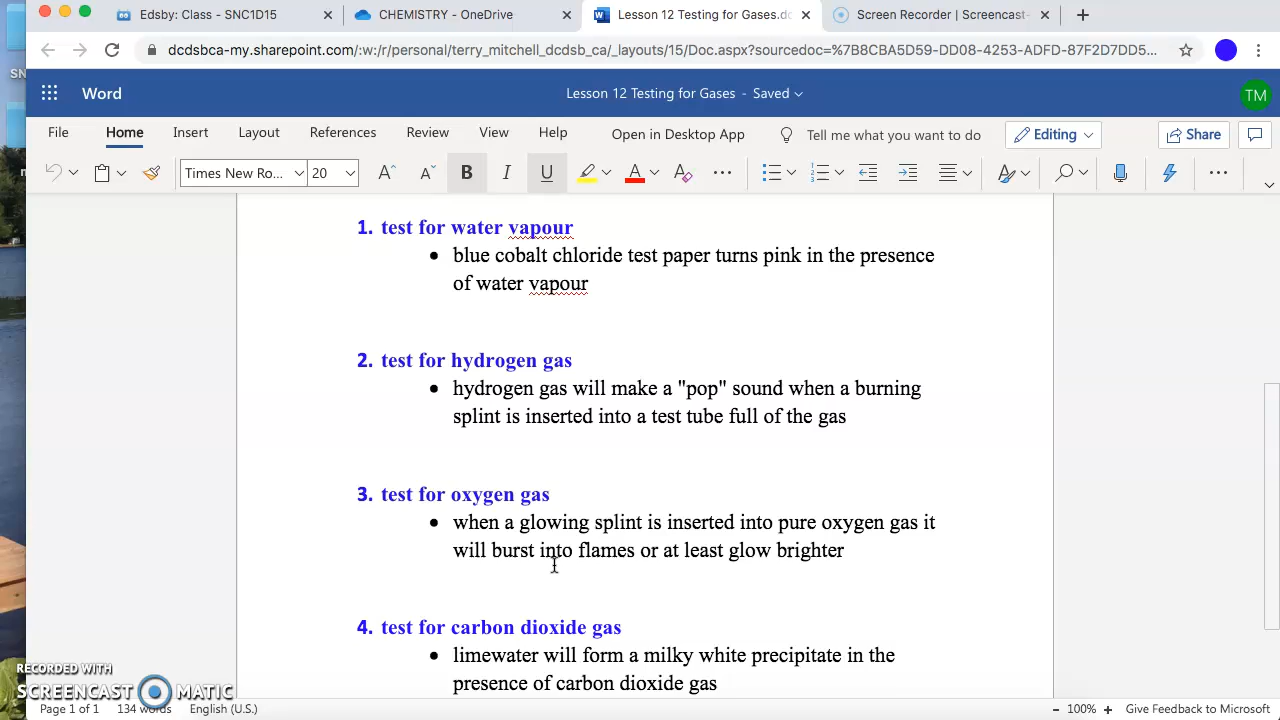 Edsby: Class - SNC1D15
CHEMISTRY - OneDrive
Lesson 12 Testing for Gases.dc
Screen Recorder | Screencast-
dcdsbca-my.sharepoint.com/:w:/r/personal/terry_mitchell_dcdsb_ca/_layouts/15/Doc.aspx?sourcedoc=%7B8CBA5D59-DD08-4253-ADFD-87F2D7DD5...
SN
Word
Lesson 12 Testing for Gases - Saved
TM
File Home Insert Layout References Review View Help Open in Desktop App Tell me what you want to do Editing Share
Times New Ro... 20 B I U
1. test for water vapour
• blue cobalt chloride test paper turns pink in the presence
of water vapour
2. test for hydrogen gas
• hydrogen gas will make a "pop" sound when a burning
splint is inserted into a test tube full of the gas
3. test for oxygen gas
• when a glowing splint is inserted into pure oxygen gas it
will burst into flames or at least glow brighter
4. test for carbon dioxide gas
• limewater will form a milky white precipitate in the
presence of carbon dioxide gas
RECORDED WITH
SCREENCAST MATIC
Page 1 of 1 134 words English (U.S.) - 100% + Give Feedback to Microsoft